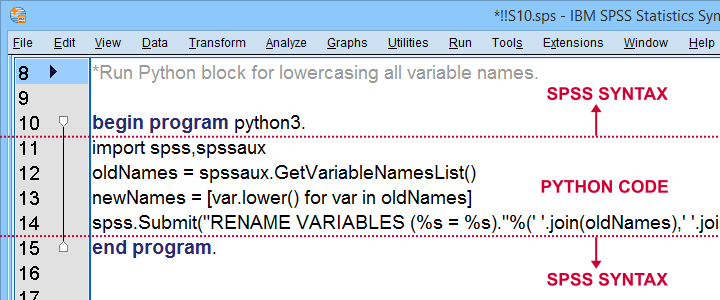 *!!S10.sps - IBM SPSS Statistics Syn
File Edit View Data Transform Analyze Graphs Utilities Run Tools Extensions Window Help
8 *Run Python block for lowercasing all variable names.
9
SPSS SYNTAX
10 begin program python3.
11 import spss,spssaux
12 oldNames = spssaux.GetVariableNamesList()
13 newNames = [var.lower() for var in oldNames]
PYTHON CODE
14 spss.Submit("RENAME VARIABLES (%s = %s)."%(' '.join(oldNames),' '.joi
15 end program.
16
SPSS SYNTAX
17